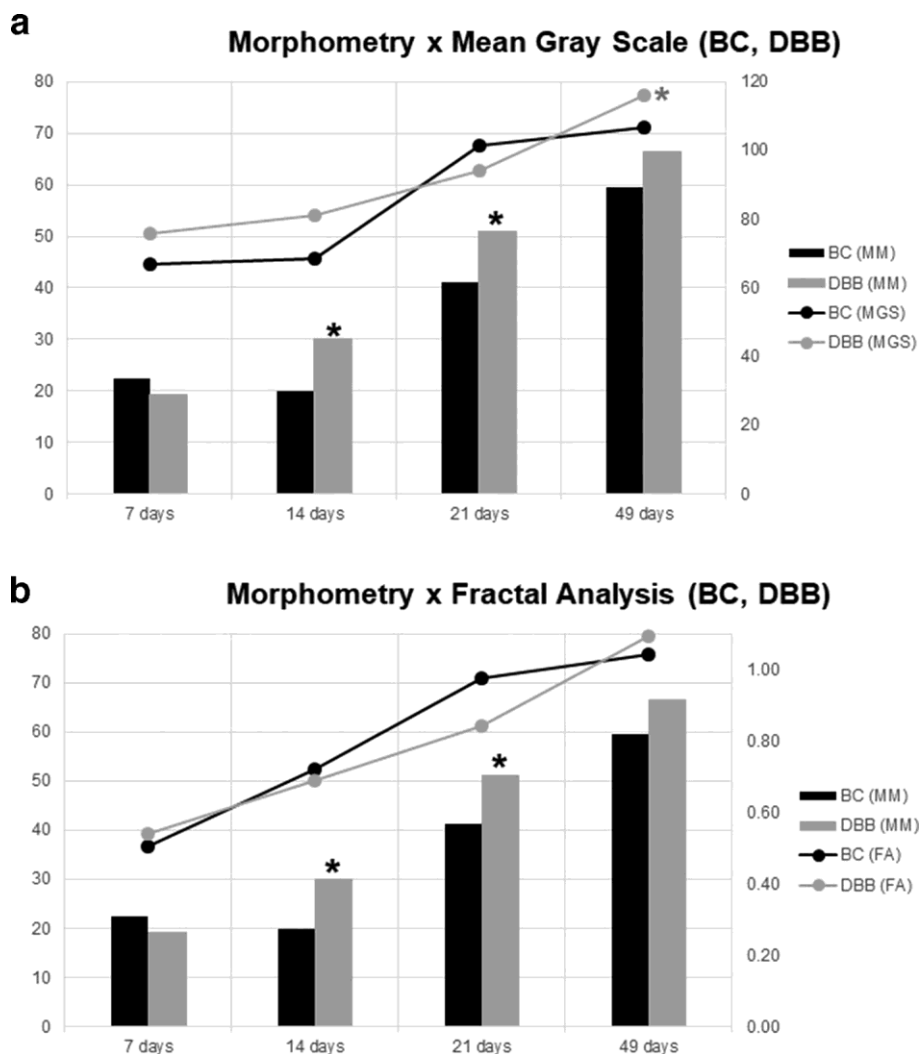 a
Morphometry x Mean Gray Scale (BC, DBB)
80
70
60
50
40
30
20
10
0
120
100
80
60
40
20
0
*
*
*
7 days
14 days
21 days
49 days
BC (MM)
DBB (MM)
BC (MGS)
DBB (MGS)
b
Morphometry x Fractal Analysis (BC, DBB)
80
70
60
50
40
30
20
10
0
1.00
0.80
0.60
0.40
0.20
0.00
*
*
7 days
14 days
21 days
49 days
BC (MM)
DBB (MM)
BC (FA)
DBB (FA)